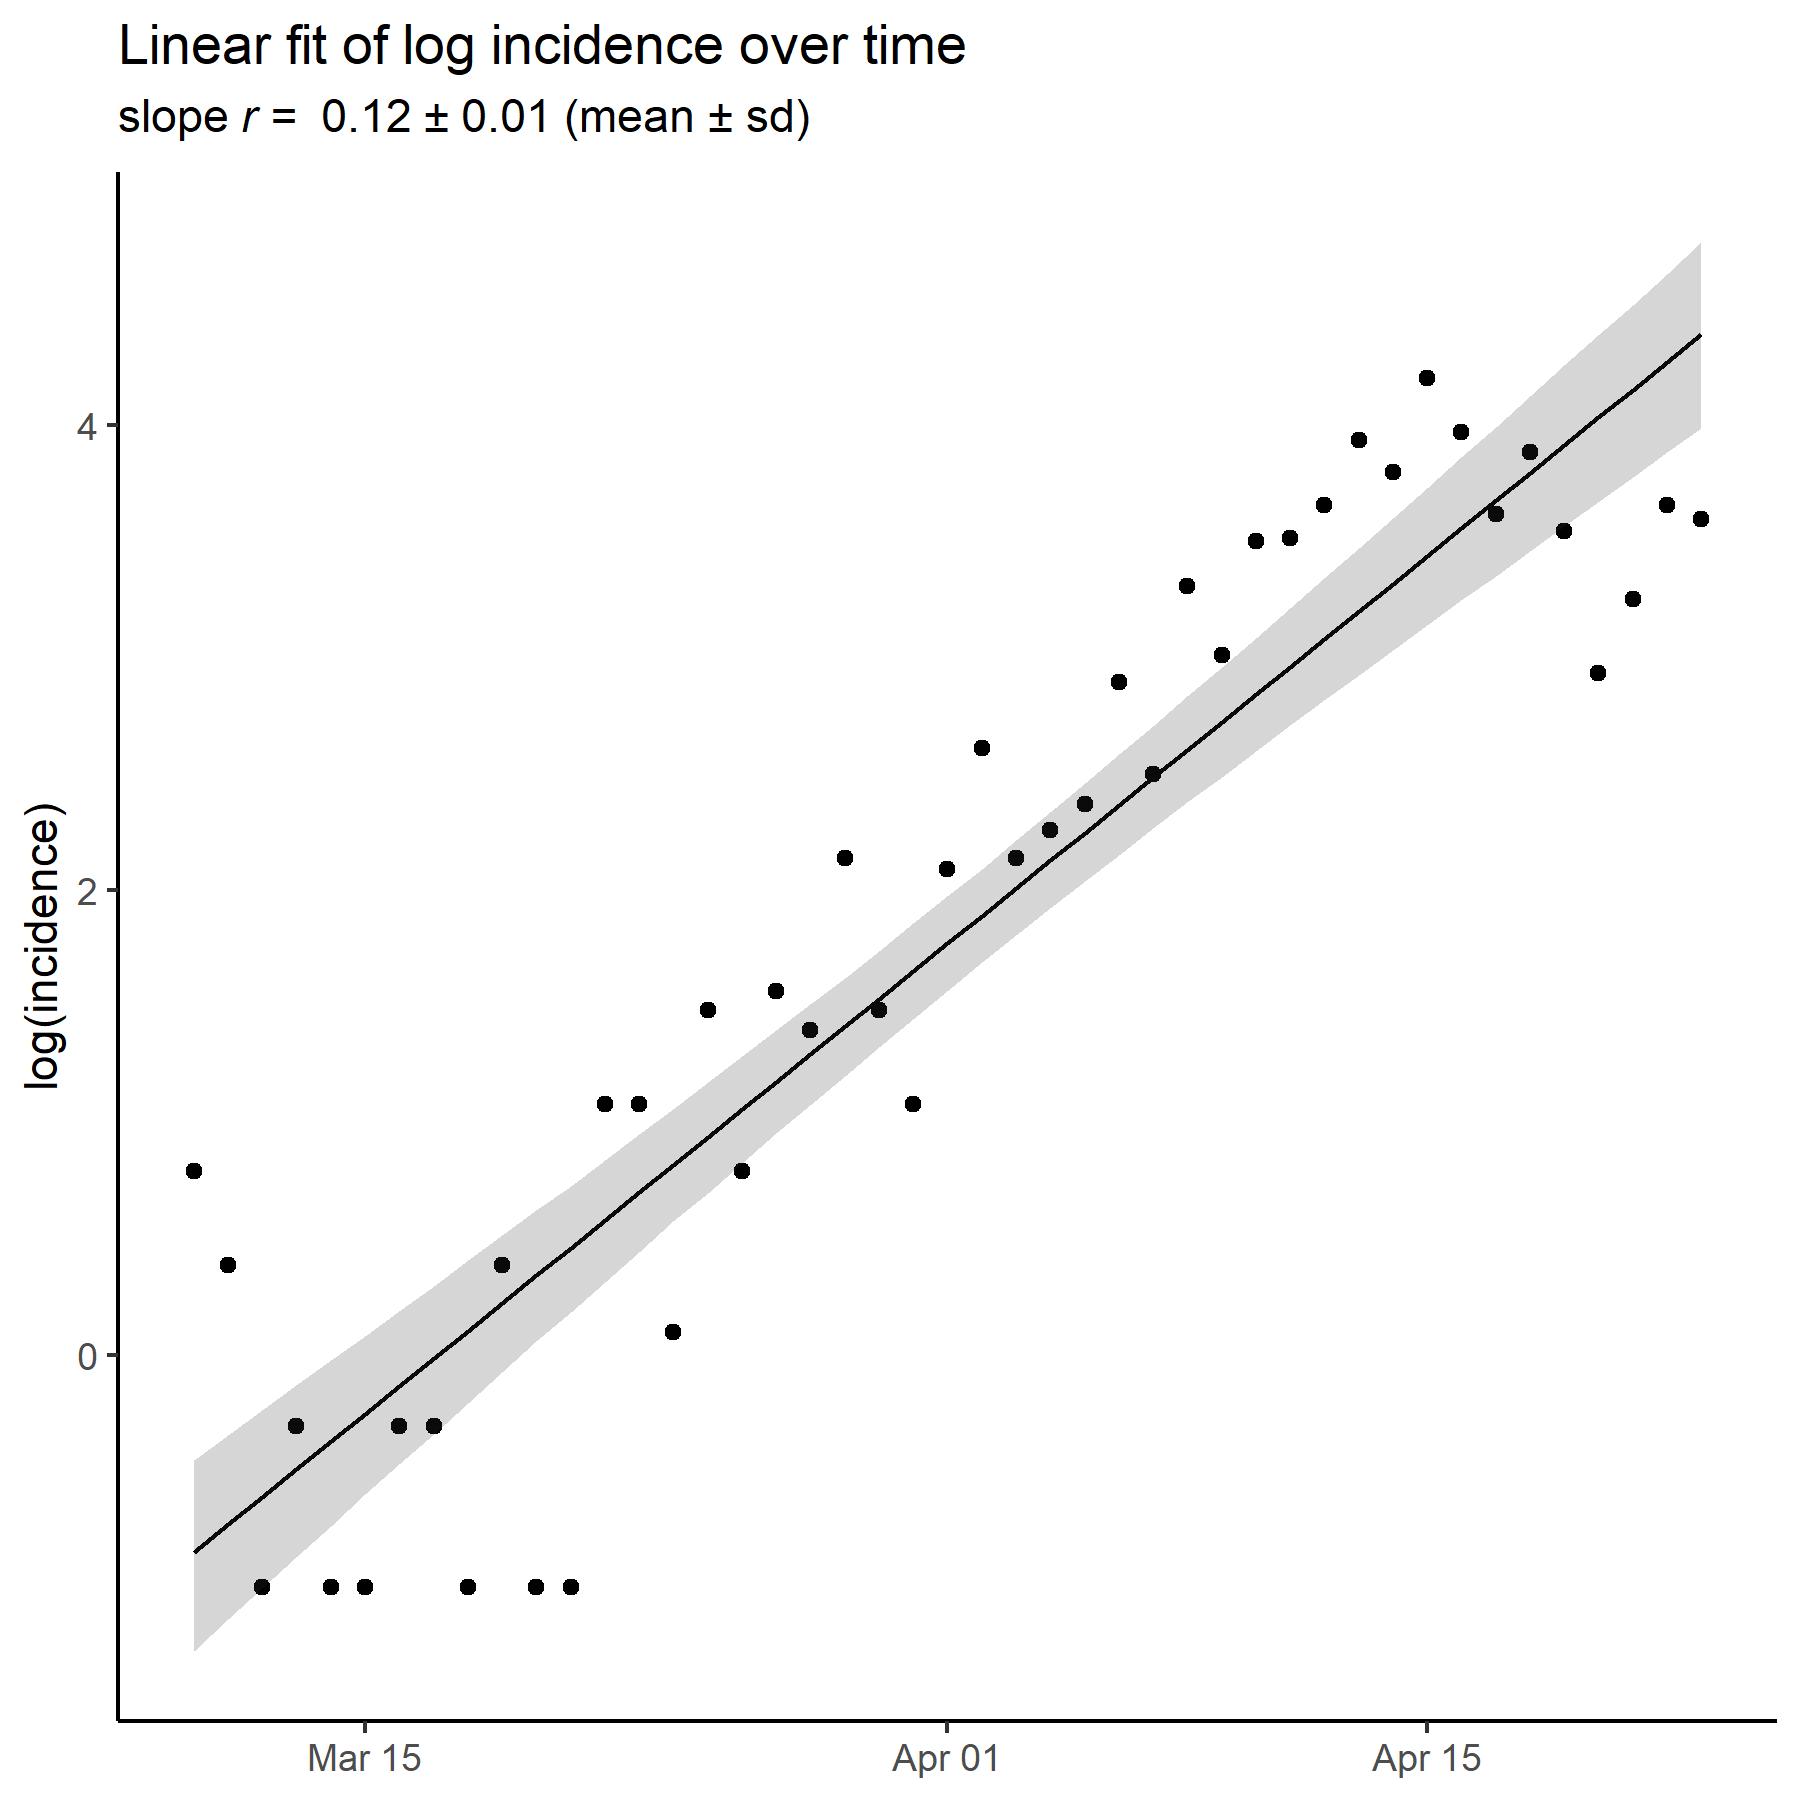 Linear fit of log incidence over time
slope r = 0.12 ± 0.01 (mean ± sd)
log(incidence)
4
2
0
Mar 15
Apr 01
Apr 15